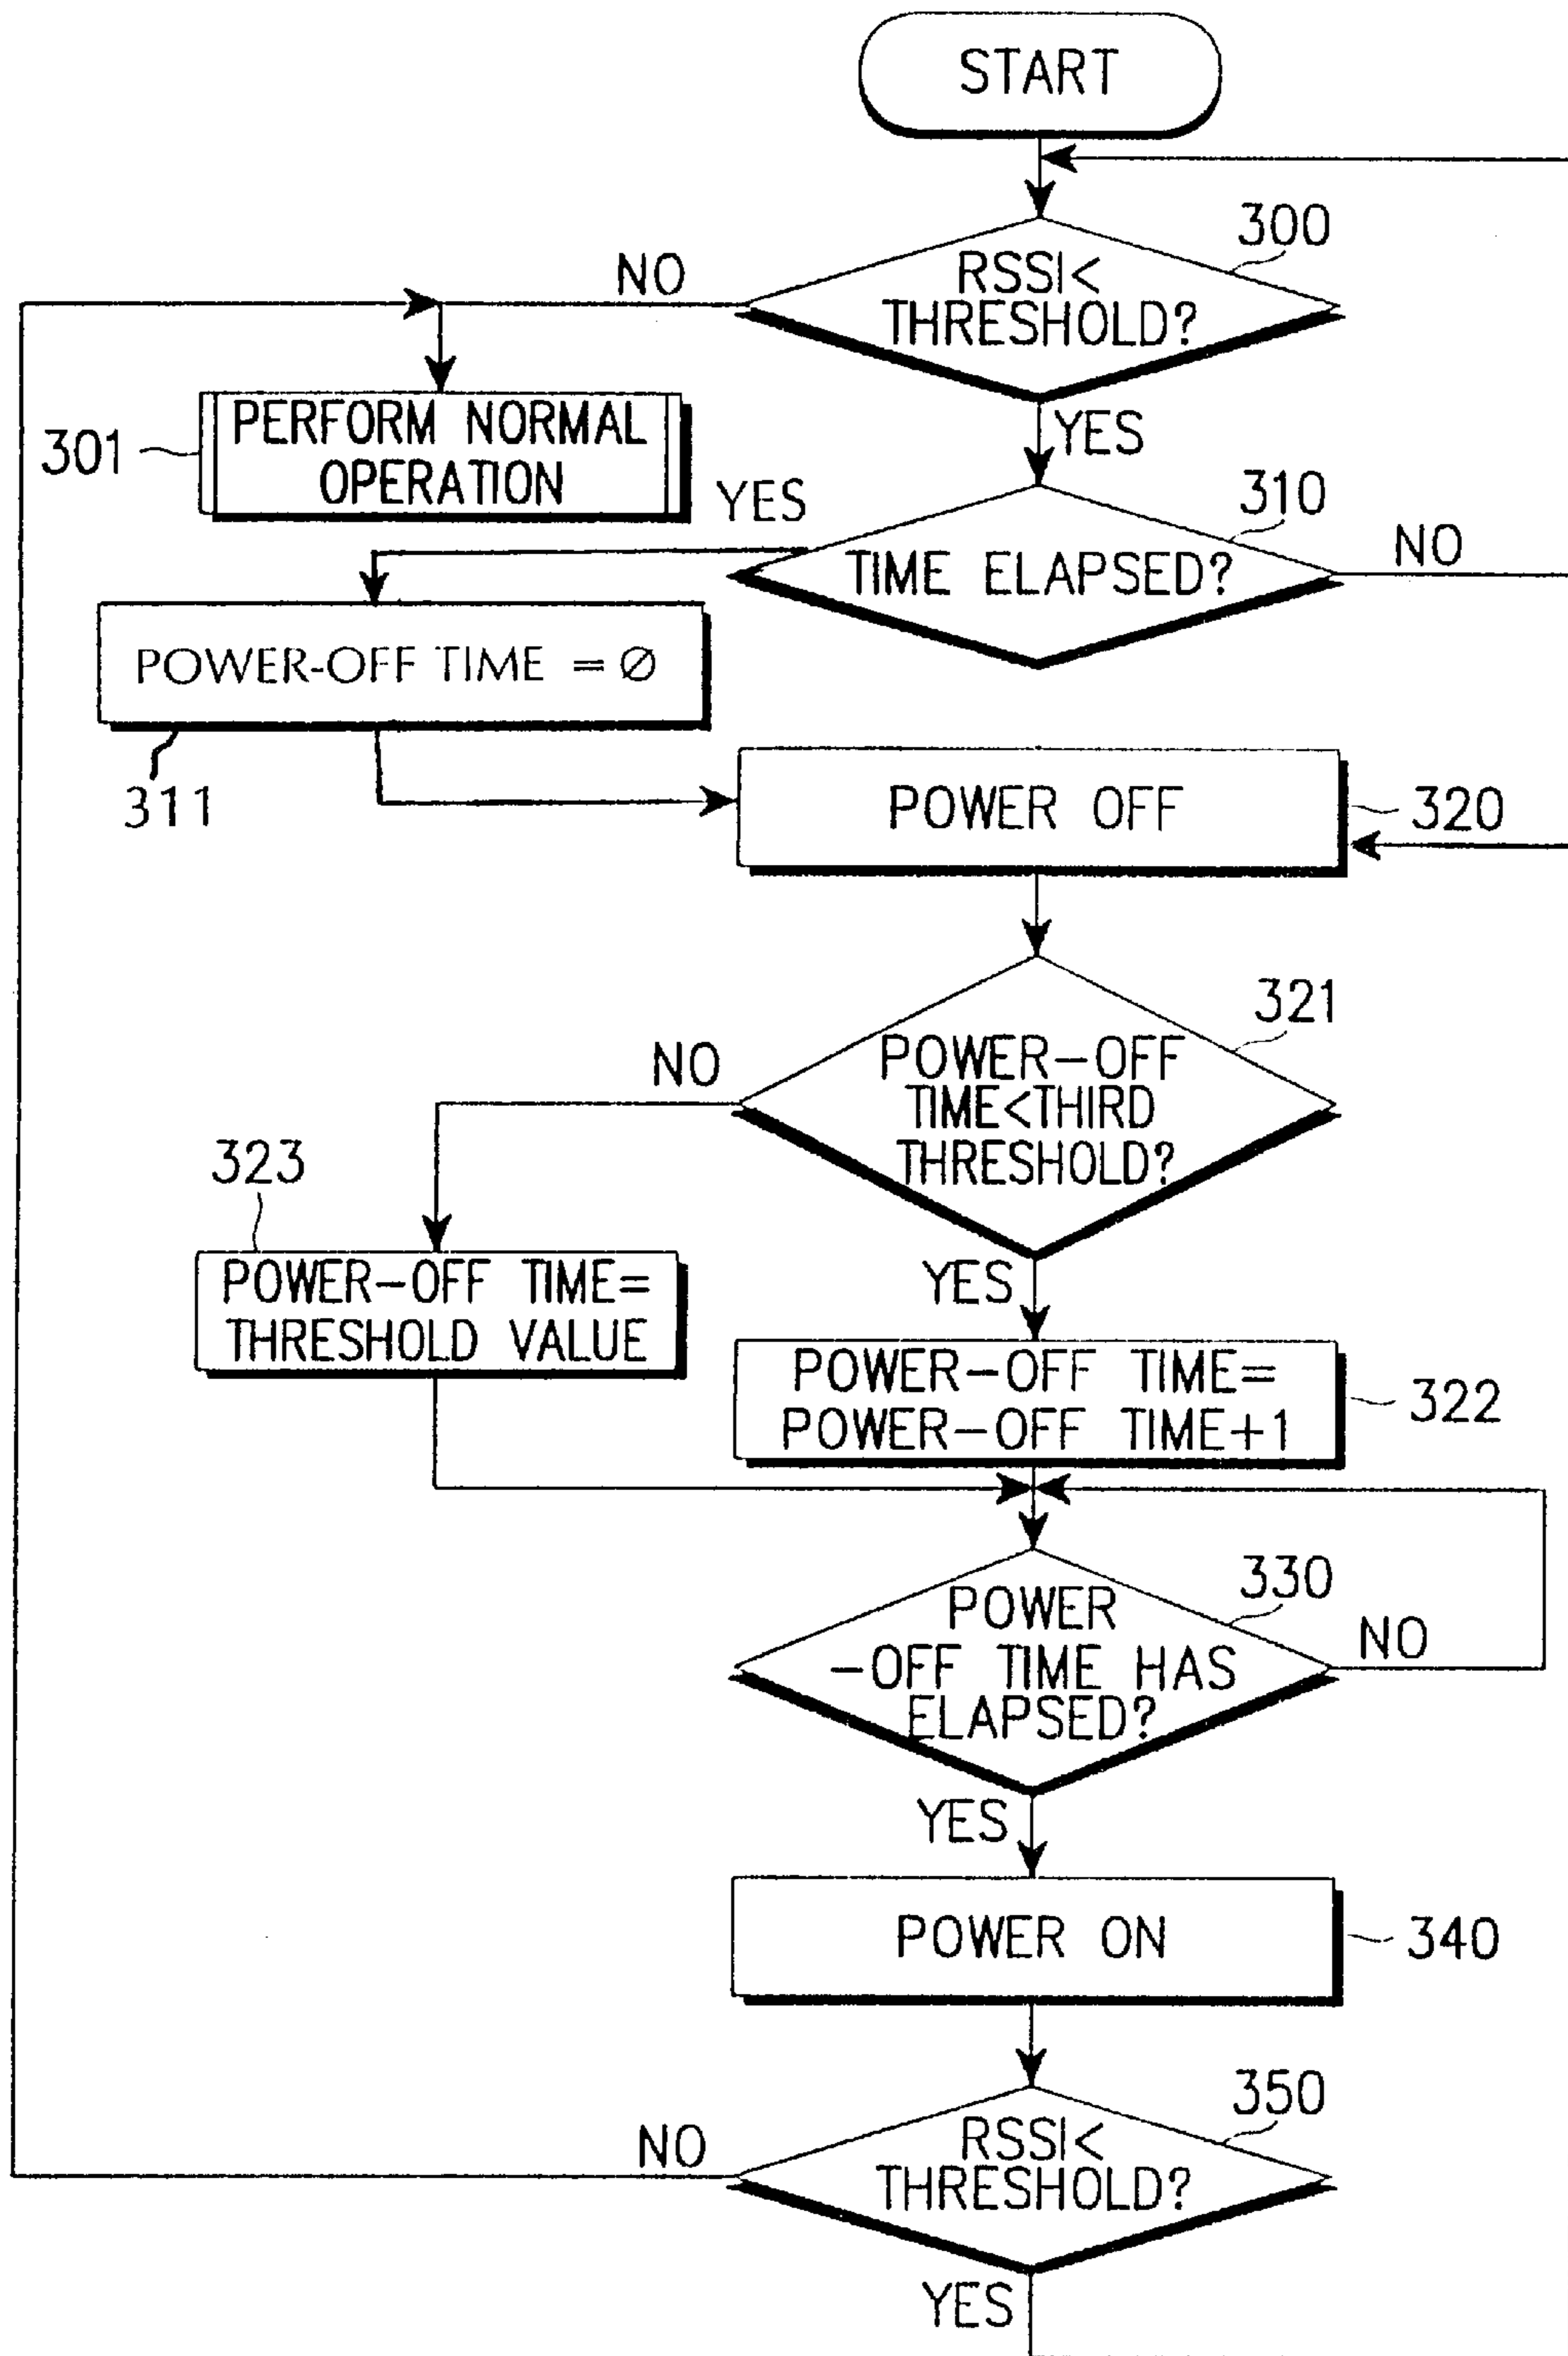 START
300
RSSI<
THRESHOLD?
NO
YES
301
PERFORM NORMAL
OPERATION
310
TIME ELAPSED?
YES
NO
POWER-OFF TIME = Ø
311
POWER OFF
320
321
POWER-OFF
TIME<THIRD
THRESHOLD?
NO
YES
323
POWER-OFF TIME=
THRESHOLD VALUE
POWER-OFF TIME=
POWER-OFF TIME+1
322
330
POWER
-OFF TIME HAS
ELAPSED?
NO
YES
POWER ON
340
350
RSSI<
THRESHOLD?
NO
YES